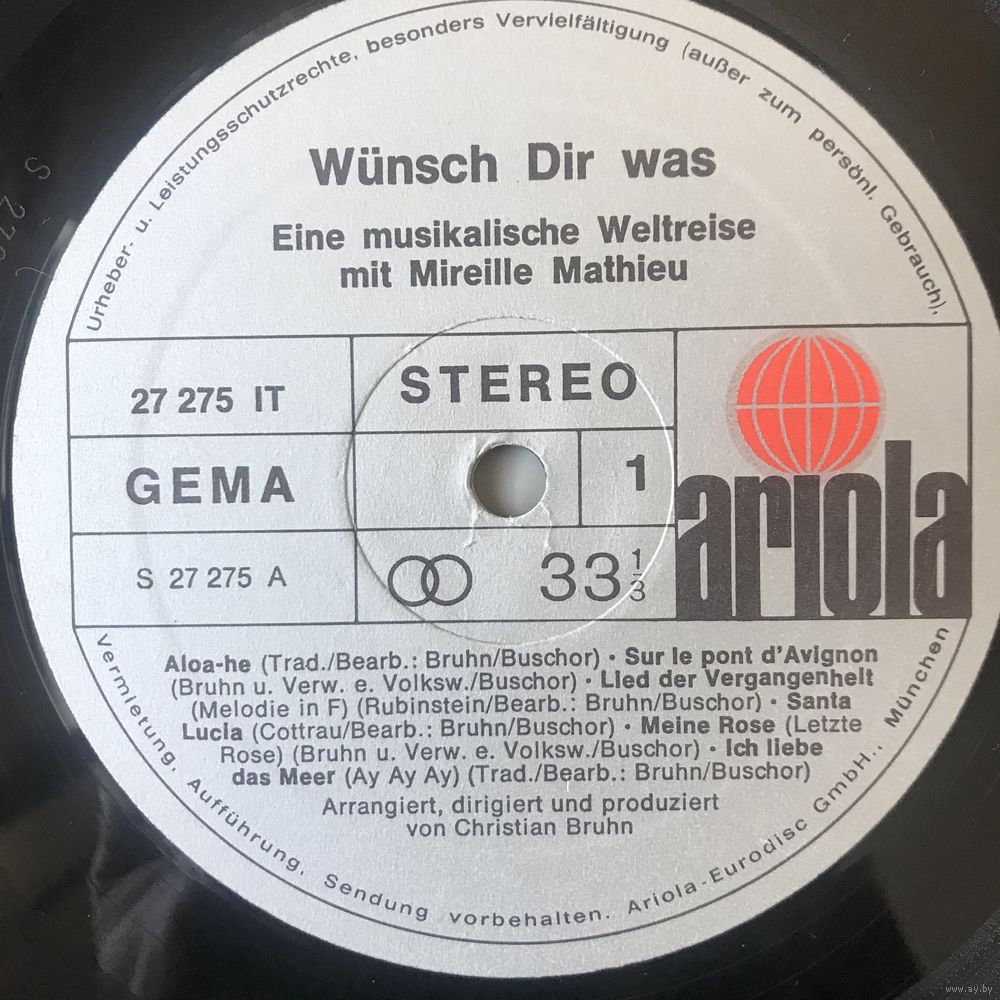 Urheber- u. Leistungsschutzrechte, besonders Vervielfältigung (außer zum persönl. Gebrauch),
Wünsch Dir was
Eine musikalische Weltreise
mit Mireille Mathieu
27 275 IT
STEREO
GEMA
1
S 27 275 A
33 1/3
ariola
Aloa-he (Trad./Bearb.: Bruhn/Buschor) · Sur le pont d'Avignon
(Bruhn u. Verw. e. Volksw./Buschor) · Lied der Vergangenheit
(Melodie in F) (Rubinstein/Bearb.: Bruhn/Buschor) · Santa
Lucia (Cottrau/Bearb.: Bruhn/Buschor) · Meine Rose (Letzte
Rose) (Bruhn u. Verw. e. Volksw./Buschor) · Ich liebe
das Meer (Ay Ay Ay) (Trad./Bearb.: Bruhn/Buschor)
Arrangiert, dirigiert und produziert
von Christian Bruhn
Vermietung, Aufführung, Sendung vorbehalten. Ariola-Eurodisc GmbH., München
www.ay.by